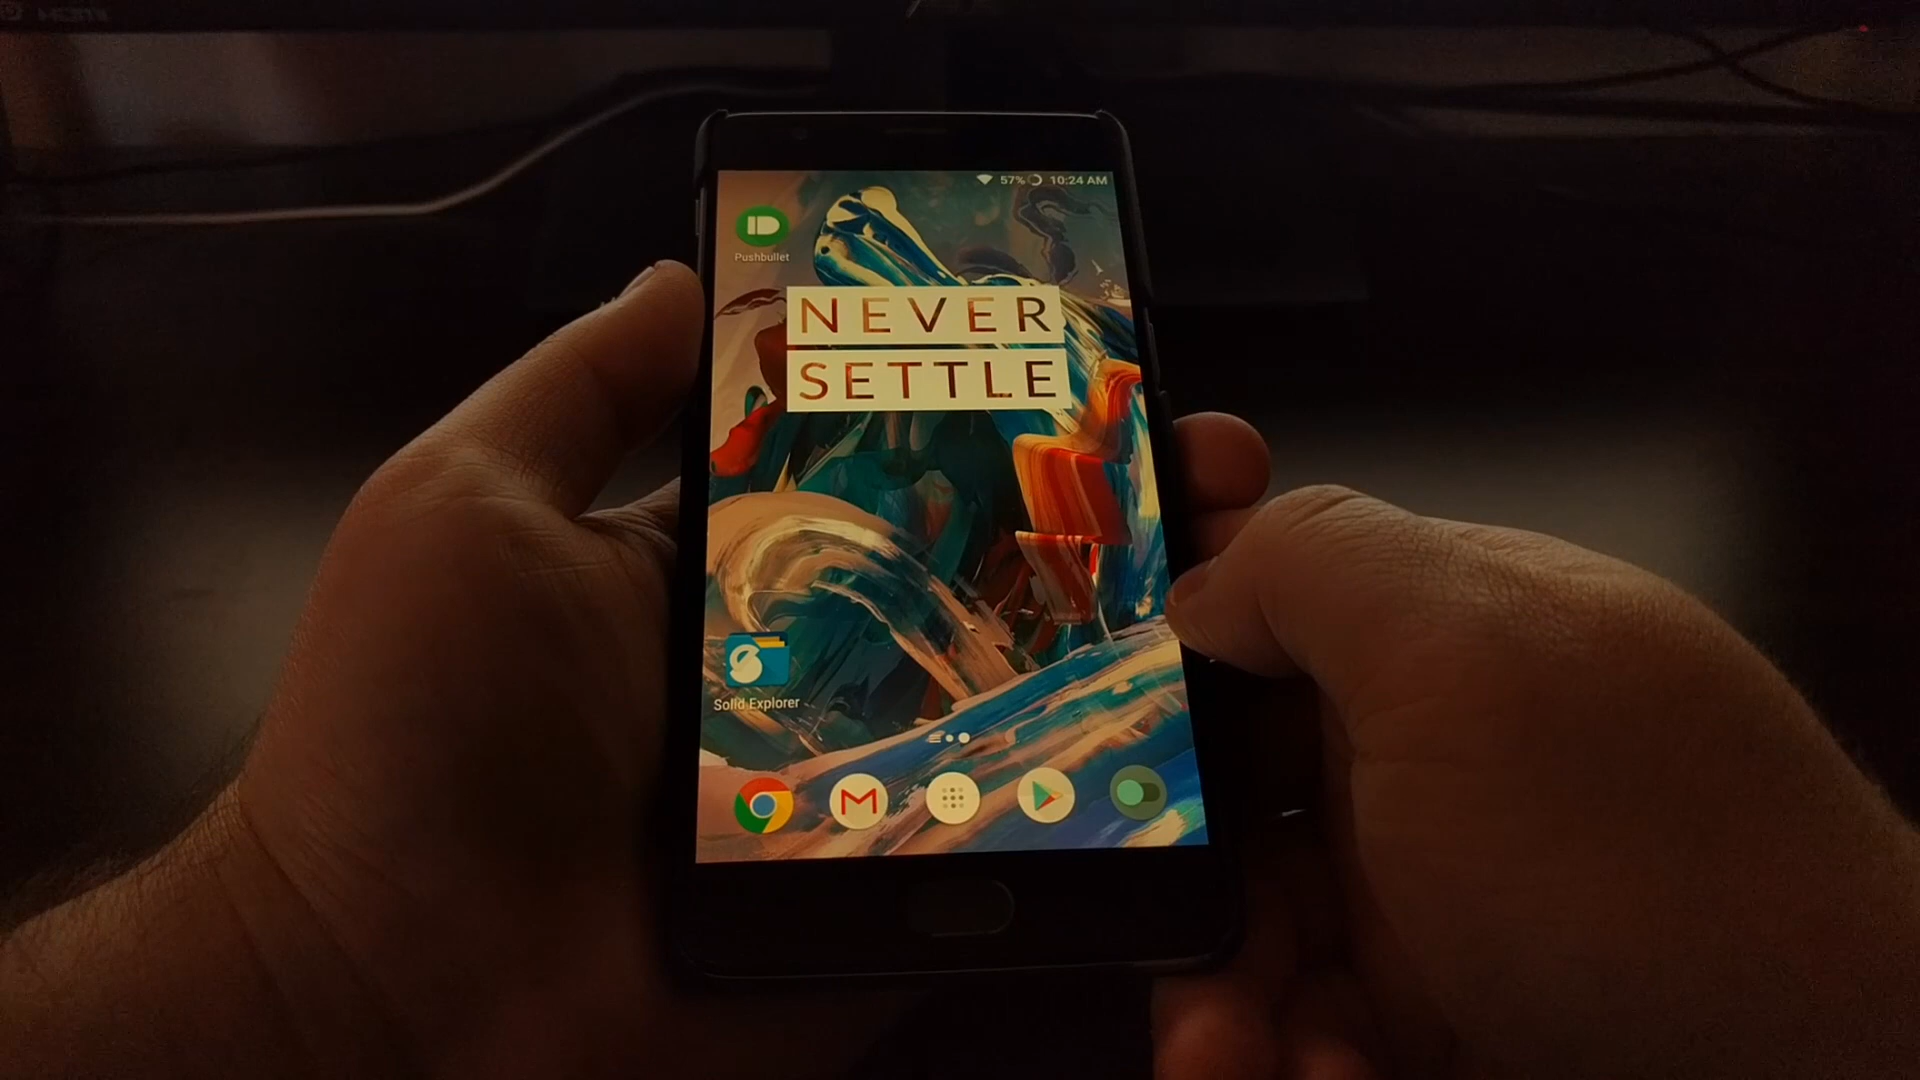 57% 10:24 AM
Pushbullet
NEVER
SETTLE
Solid Explorer